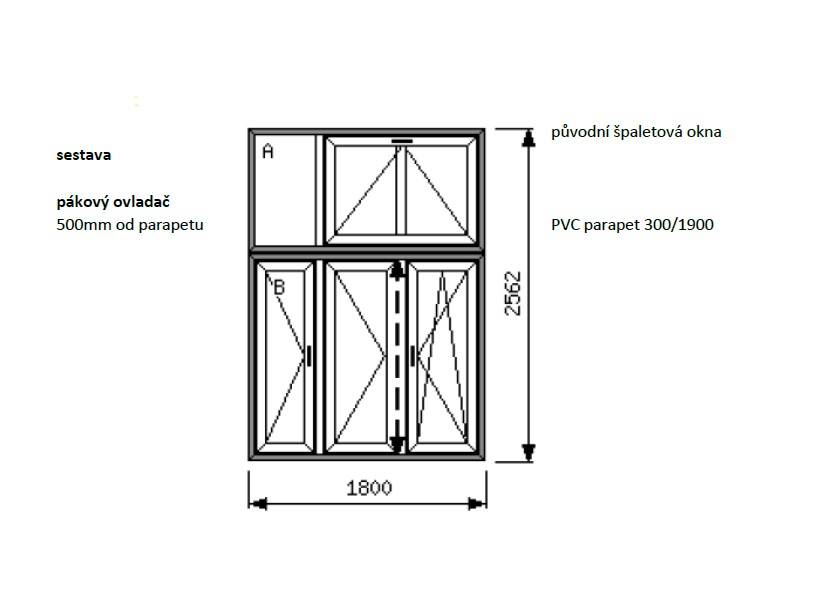 původní špaletová okna
sestava
A
pákový ovladač
500mm od parapetu
PVC parapet 300/1900
B
2562
1800